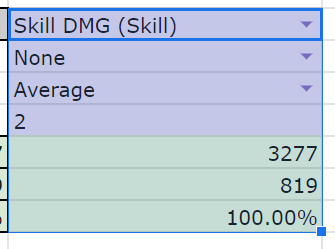 Skill DMG (Skill)
None
Average
2
3277
819
100.00%